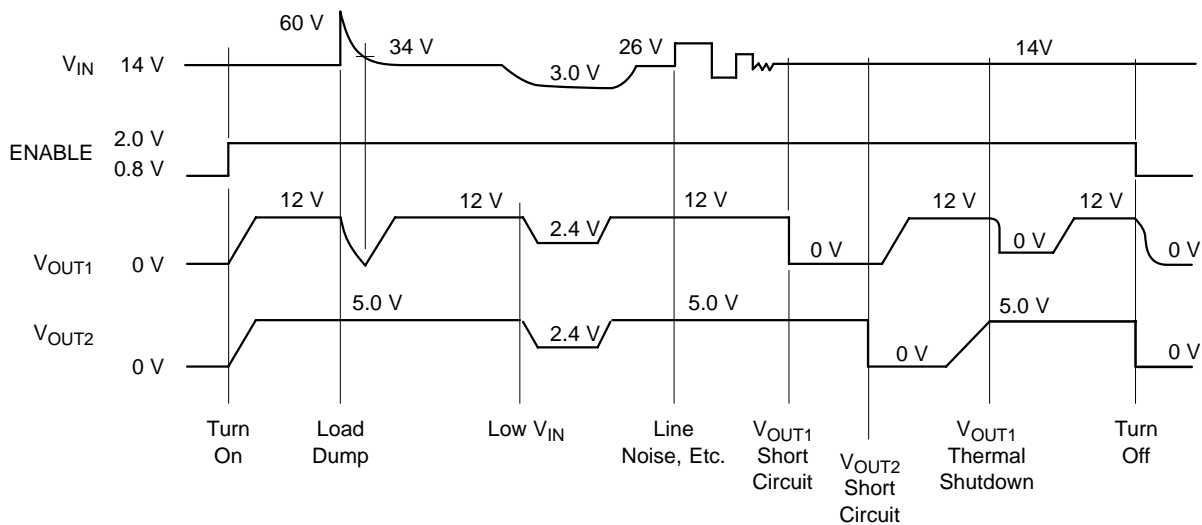 60 V
34 V
26 V
14V
V_IN 14 V
3.0 V
2.0 V
ENABLE
0.8 V
12 V 12 V 12 V 12 V 12 V
2.4 V
V_OUT1 0 V 0 V 0 V 0 V
5.0 V 5.0 V 5.0 V
V_OUT2
2.4 V
0 V 0 V 0 V
Turn On
Load Dump
Low V_IN
Line Noise, Etc.
V_OUT1 Short Circuit
V_OUT2 Short Circuit
V_OUT1 Thermal Shutdown
Turn Off